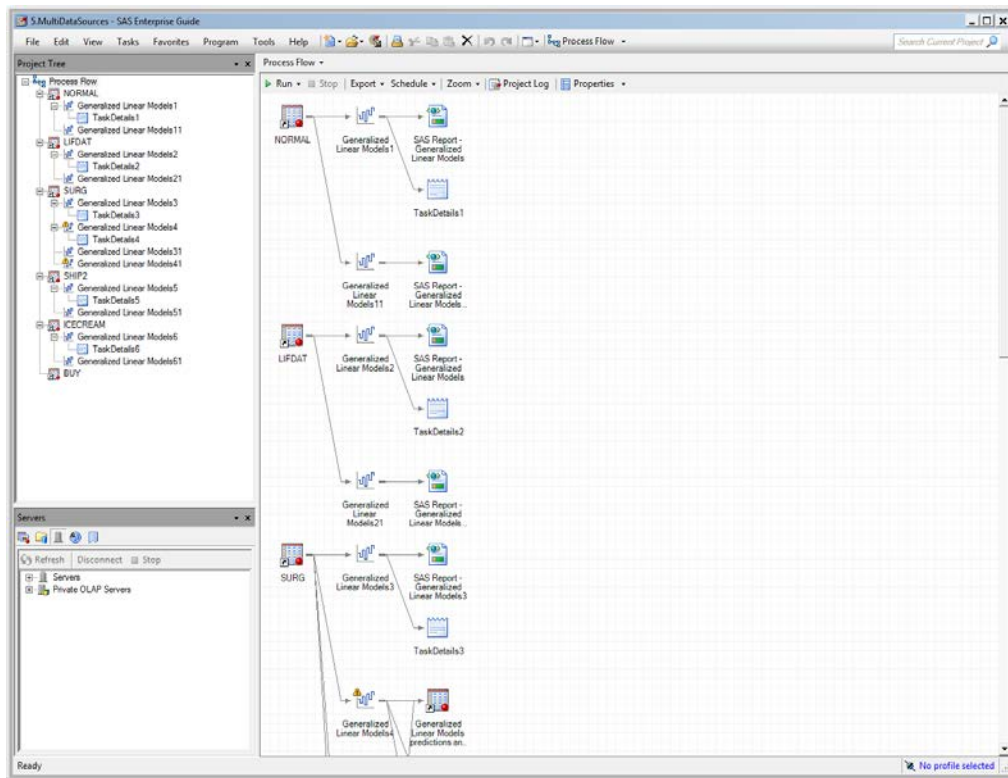 5.MultiDataSources - SAS Enterprise Guide
File Edit View Tasks Favorites Program Tools Help Process Flow
Search Current Project
Project Tree
Process Flow
NORMAL
Generalized Linear Models1
TaskDetails1
Generalized Linear Models11
LIFDAT
Generalized Linear Models2
TaskDetails2
Generalized Linear Models21
SURG
Generalized Linear Models3
TaskDetails3
Generalized Linear Models4
TaskDetails4
Generalized Linear Models31
Generalized Linear Models41
SHIP2
Generalized Linear Models5
TaskDetails5
Generalized Linear Models51
ICECREAM
Generalized Linear Models6
TaskDetails6
Generalized Linear Models61
BUY
Servers
Refresh Disconnect Stop
Servers
Private OLAP Servers
Process Flow
Run Stop Export Schedule Zoom Project Log Properties
NORMAL
Generalized
Linear Models1
SAS Report -
Generalized
Linear Models
TaskDetails1
Generalized
Linear
Models11
SAS Report -
Generalized
Linear Models...
LIFDAT
Generalized
Linear Models2
SAS Report -
Generalized
Linear Models
TaskDetails2
Generalized
Linear
Models21
SAS Report -
Generalized
Linear Models...
SURG
Generalized
Linear Models3
SAS Report -
Generalized
Linear Models3
TaskDetails3
Generalized
Linear Models4
Generalized
Linear Models
predictions an...
Ready
No profile selected